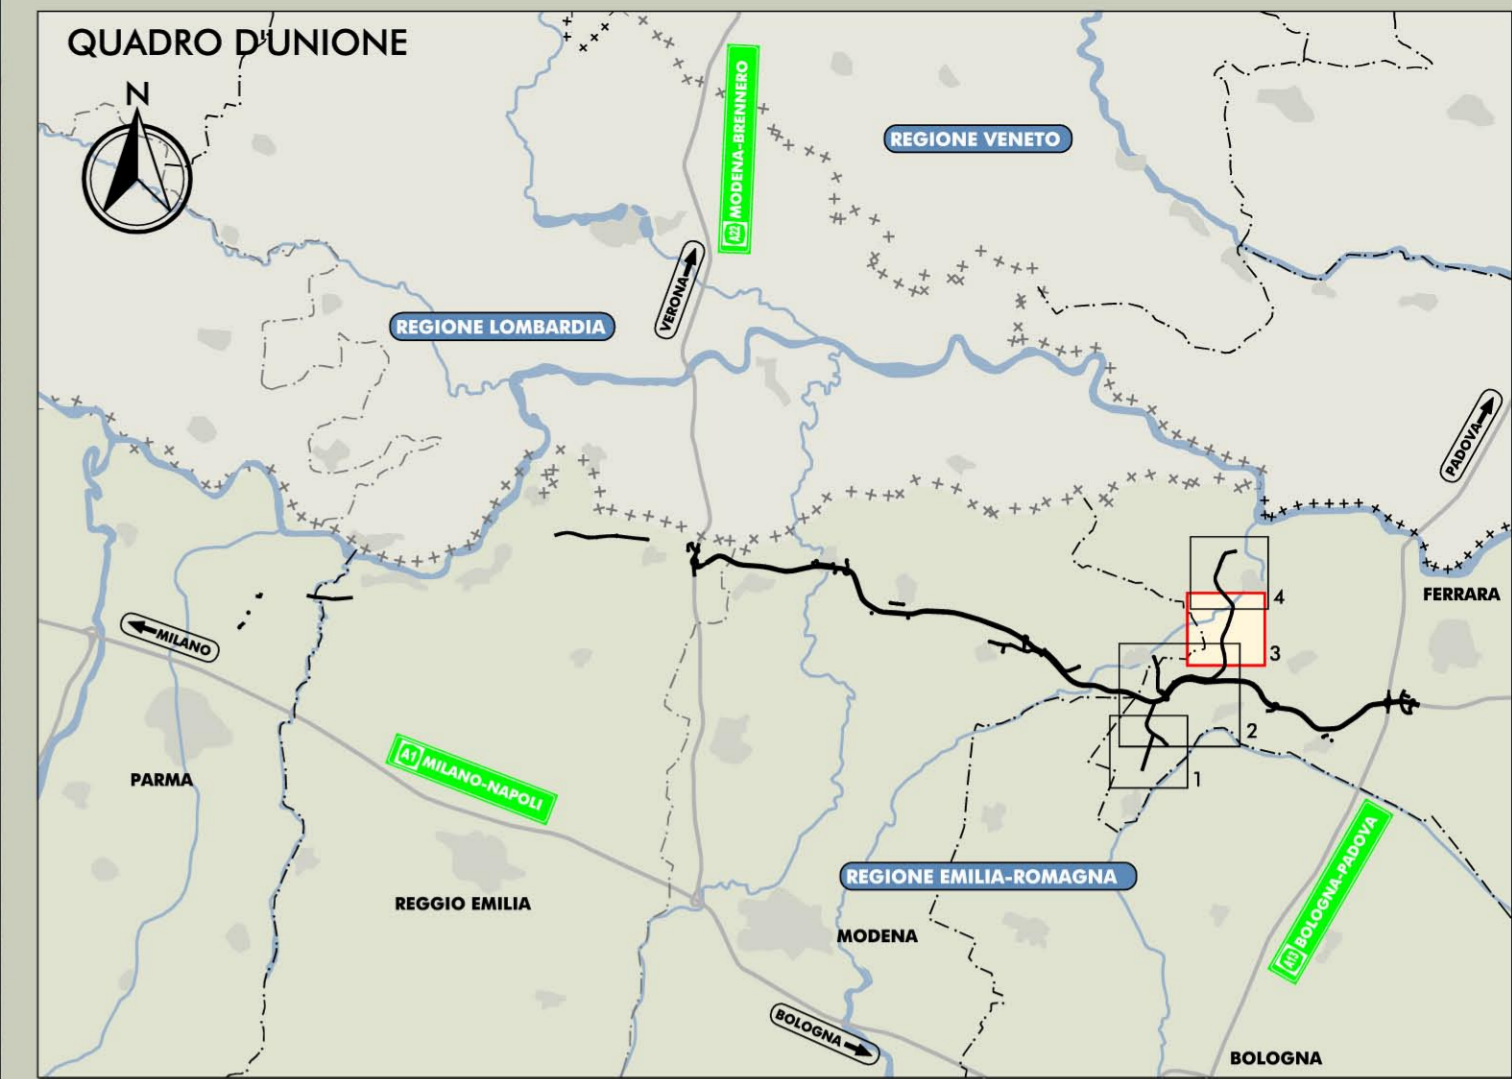 QUADRO D'UNIONE
N
A22 MODENA-BRENNERO
REGIONE VENETO
VERONA
REGIONE LOMBARDIA
PADOVA
4
FERRARA
MILANO
3
2
PARMA
A1 MILANO-NAPOLI
1
A13 BOLOGNA-PADOVA
REGIONE EMILIA-ROMAGNA
REGGIO EMILIA
MODENA
BOLOGNA
BOLOGNA